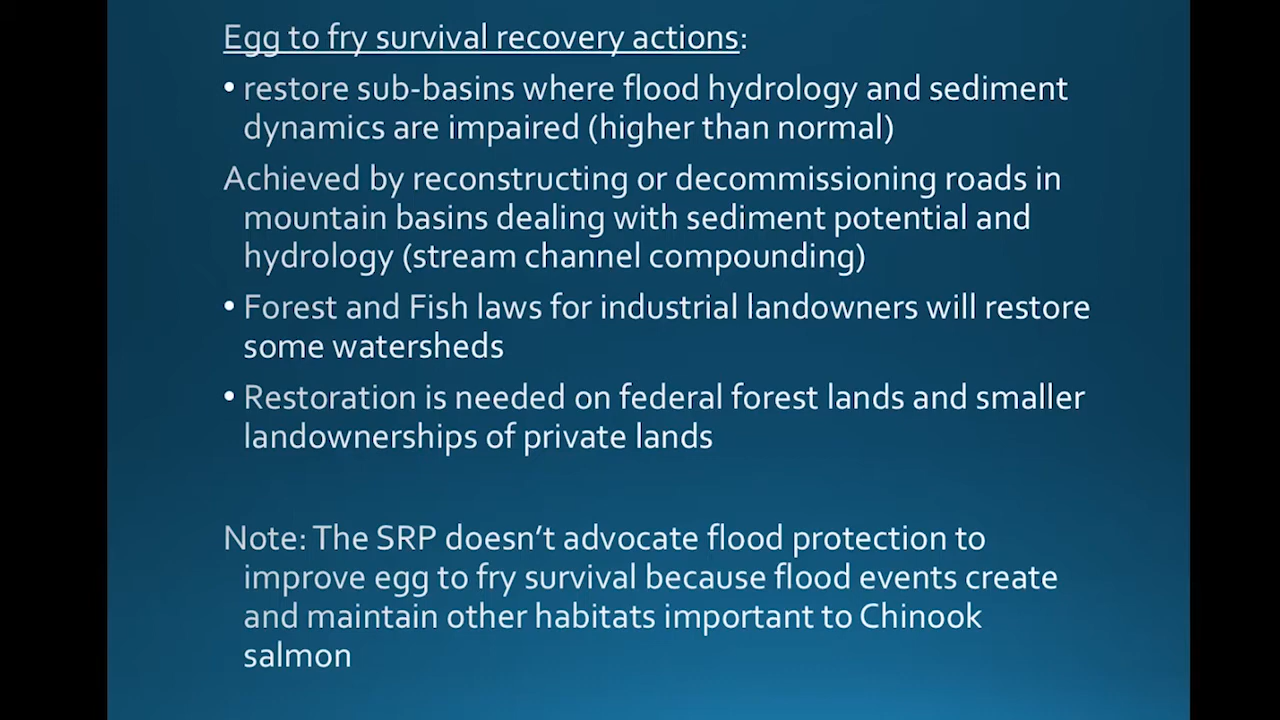 Egg to fry survival recovery actions:
• restore sub-basins where flood hydrology and sediment
dynamics are impaired (higher than normal)
Achieved by reconstructing or decommissioning roads in
mountain basins dealing with sediment potential and
hydrology (stream channel compounding)
• Forest and Fish laws for industrial landowners will restore
some watersheds
• Restoration is needed on federal forest lands and smaller
landownerships of private lands
Note: The SRP doesn’t advocate flood protection to
improve egg to fry survival because flood events create
and maintain other habitats important to Chinook
salmon